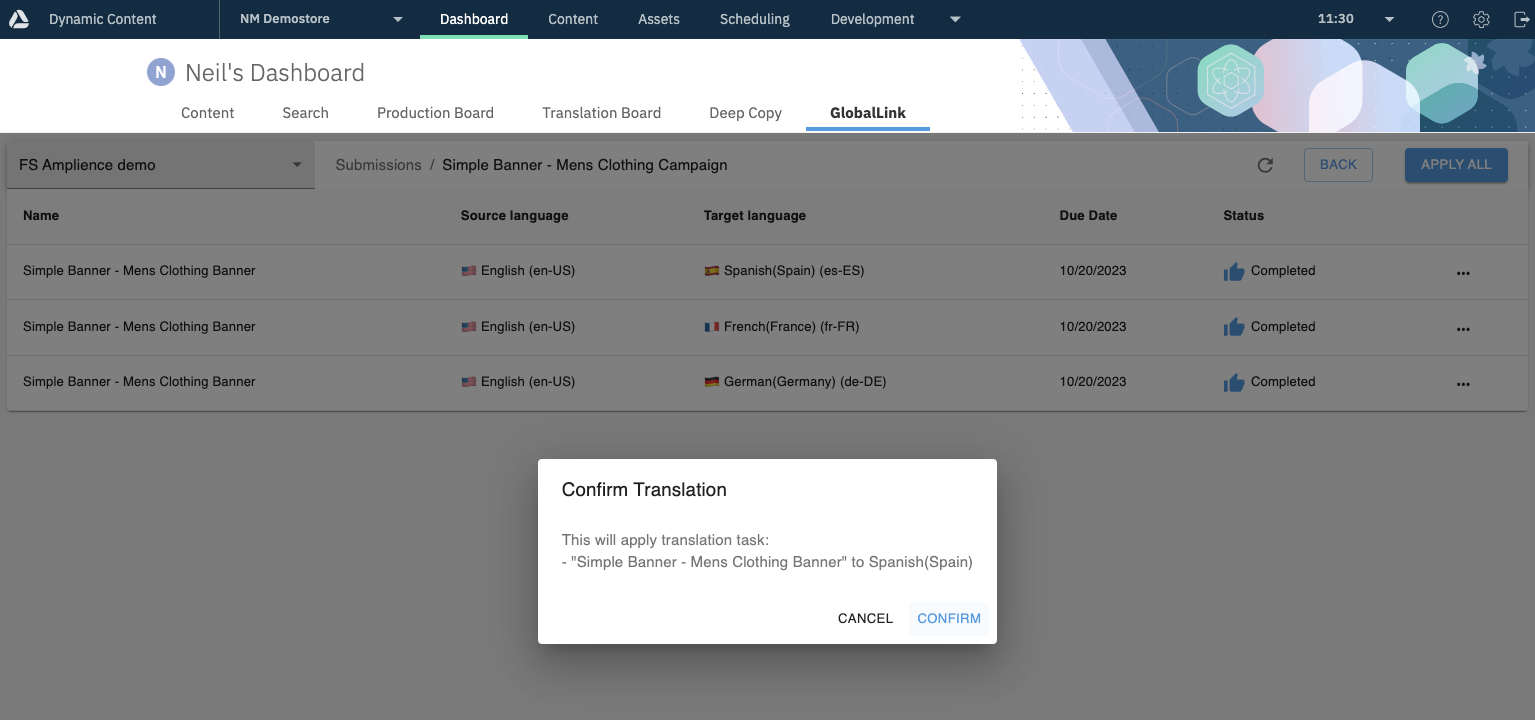 Dynamic Content NM Demostore Dashboard Content Assets Scheduling Development 11:30
N Neil's Dashboard
Content Search Production Board Translation Board Deep Copy GlobalLink
FS Amplience demo Submissions / Simple Banner - Mens Clothing Campaign BACK APPLY ALL
Name Source language Target language Due Date Status
Simple Banner - Mens Clothing Banner English (en-US) Spanish(Spain) (es-ES) 10/20/2023 Completed
Simple Banner - Mens Clothing Banner English (en-US) French(France) (fr-FR) 10/20/2023 Completed
Simple Banner - Mens Clothing Banner English (en-US) German(Germany) (de-DE) 10/20/2023 Completed
Confirm Translation
This will apply translation task:
- "Simple Banner - Mens Clothing Banner" to Spanish(Spain)
CANCEL CONFIRM